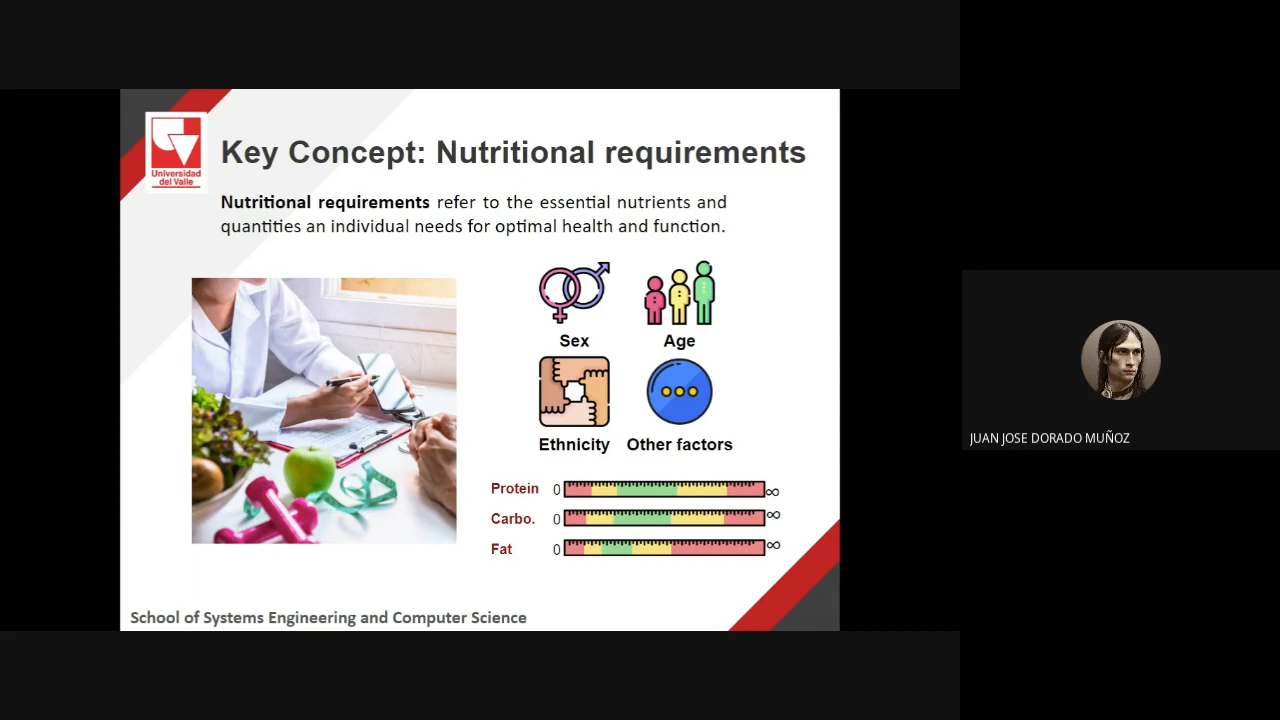 Universidad
del Valle
Key Concept: Nutritional requirements
Nutritional requirements refer to the essential nutrients and
quantities an individual needs for optimal health and function.
Sex
Age
Ethnicity
Other factors
Protein 0 ∞
Carbo. 0 ∞
Fat 0 ∞
School of Systems Engineering and Computer Science
JUAN JOSE DORADO MUÑOZ